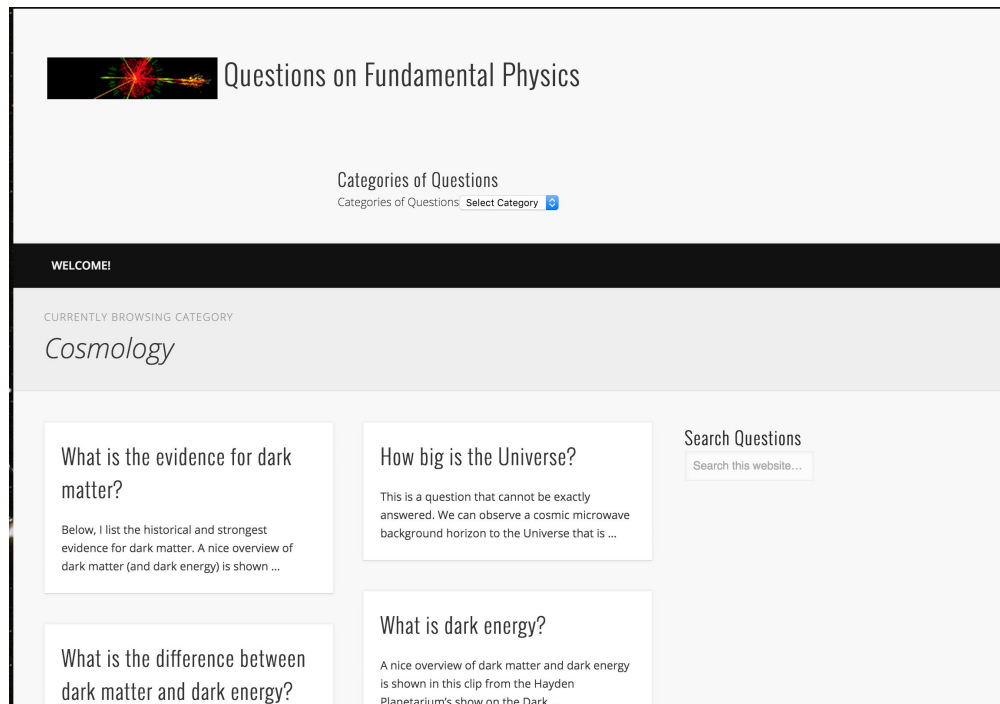 Questions on Fundamental Physics
Categories of Questions
Categories of Questions Select Category
WELCOME!
CURRENTLY BROWSING CATEGORY
Cosmology
What is the evidence for dark
matter?
Below, I list the historical and strongest
evidence for dark matter. A nice overview of
dark matter (and dark energy) is shown ...
What is the difference between
dark matter and dark energy?
How big is the Universe?
This is a question that cannot be exactly
answered. We can observe a cosmic microwave
background horizon to the Universe that is ...
What is dark energy?
A nice overview of dark matter and dark energy
is shown in this clip from the Hayden
Planetarium's show on the Dark
Search Questions
Search this website...